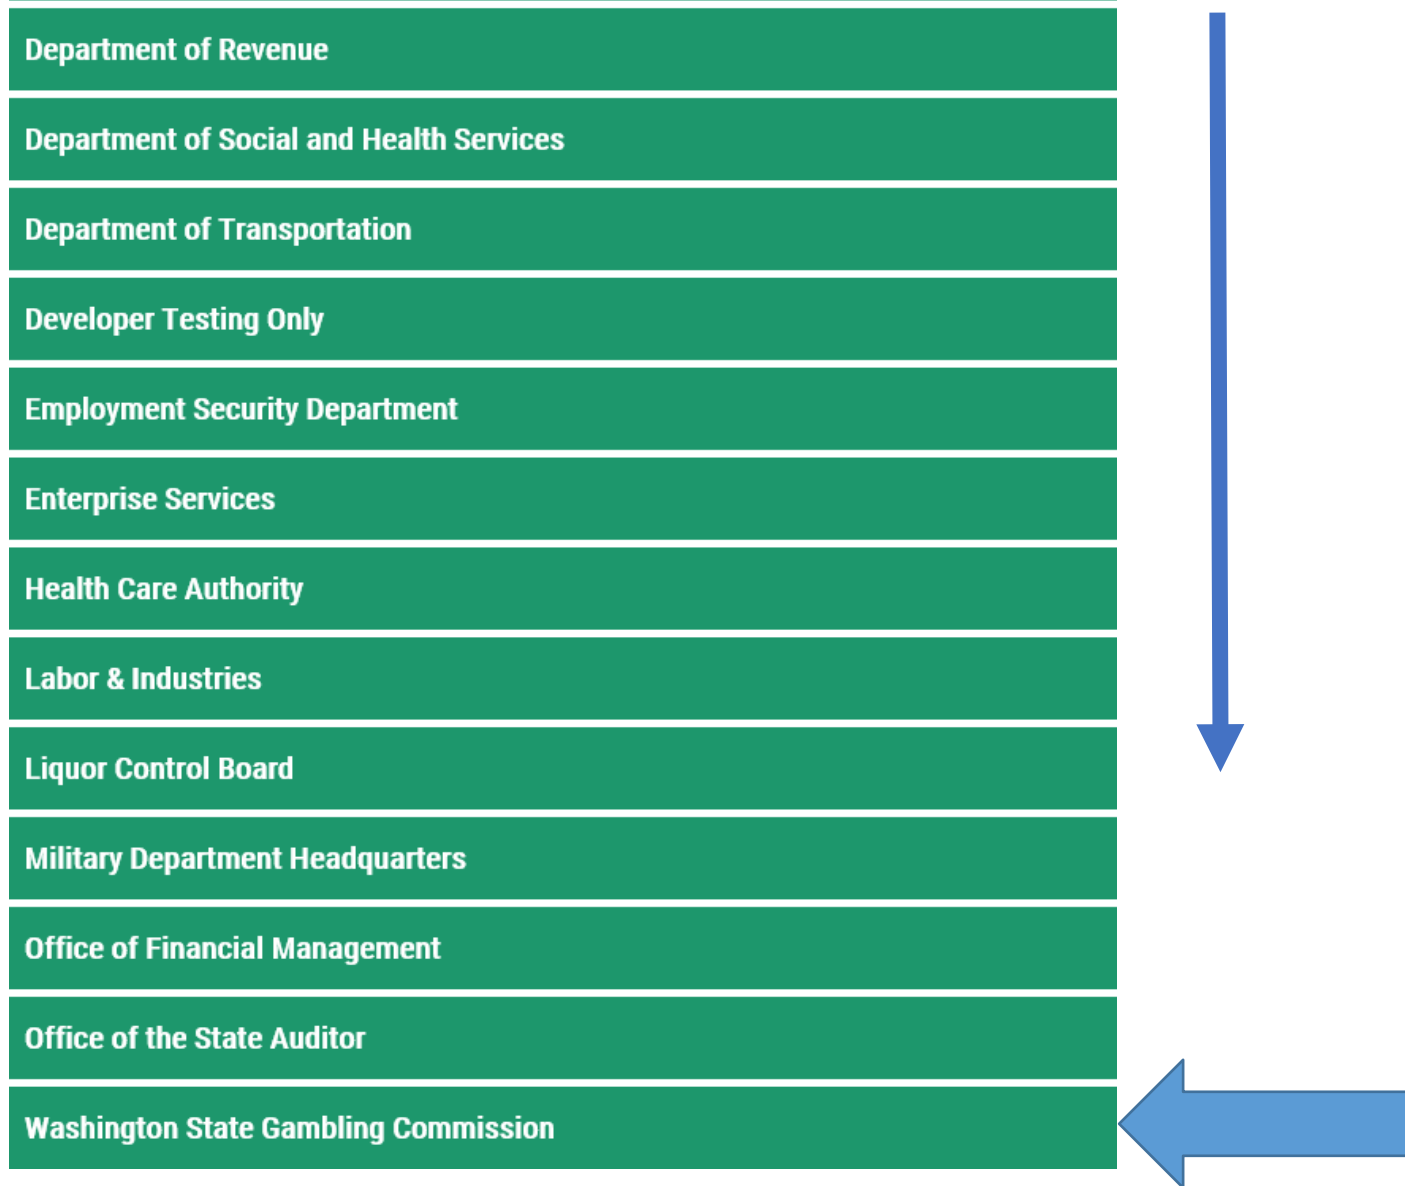 Department of Revenue
Department of Social and Health Services
Department of Transportation
Developer Testing Only
Employment Security Department
Enterprise Services
Health Care Authority
Labor & Industries
Liquor Control Board
Military Department Headquarters
Office of Financial Management
Office of the State Auditor
Washington State Gambling Commission